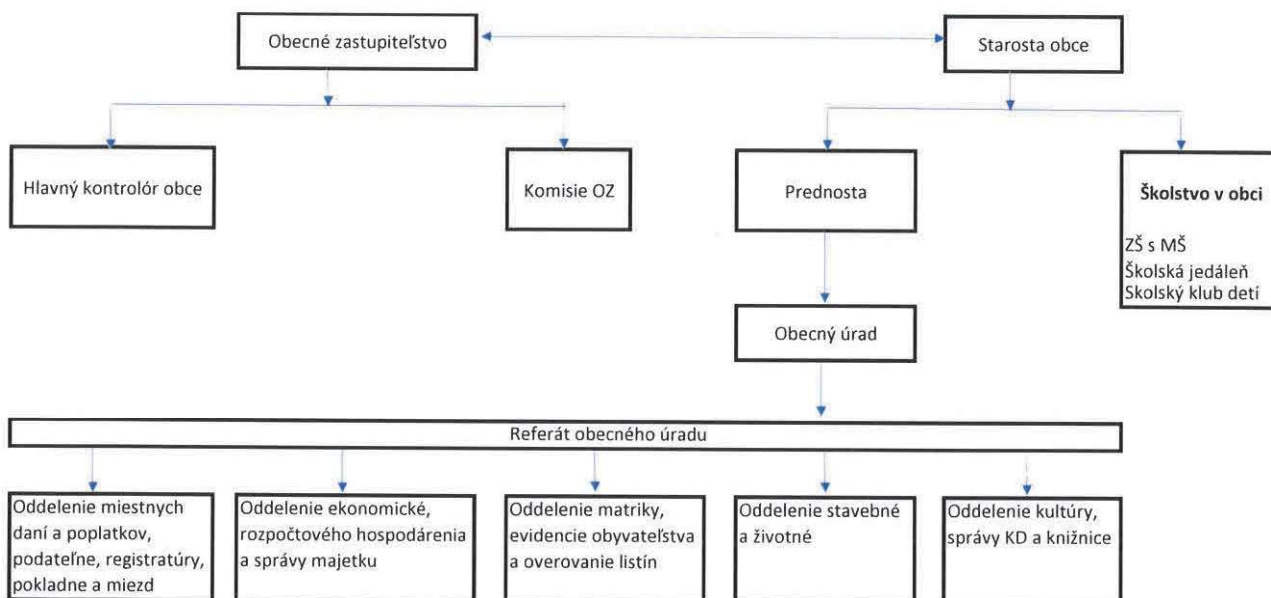 Obecné zastupiteľstvo
Starosta obce
Hlavný kontrolór obce
Komisie OZ
Prednosta
Školstvo v obci
ZŠ s MŠ
Školská jedáleň
Skolský klub detí
Obecný úrad
Referát obecného úradu
Oddelenie miestnych
daní a poplatkov,
podateľne, registratúry,
pokladne a miezd
Oddelenie ekonomické,
rozpočtového hospodárenia
a správy majetku
Oddelenie matriky,
evidencie obyvateľstva
a overovanie listín
Oddelenie stavebné
a životné
Oddelenie kultúry,
správy KD a knižnice